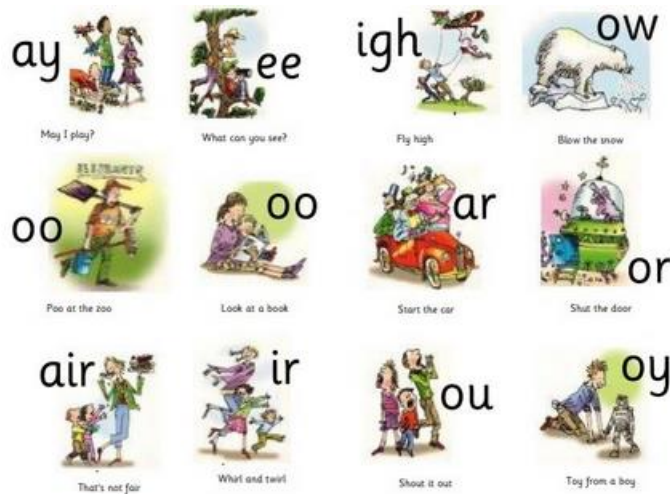 ay
May I play?
ee
What can you see?
igh
Fly high
ow
Blow the snow
ELEPHANTS
oo
Poo at the zoo
oo
Look at a book
ar
Start the car
or
Shut the door
air
That's not fair
ir
Whirl and twirl
ou
Shout it out
oy
Toy from a boy